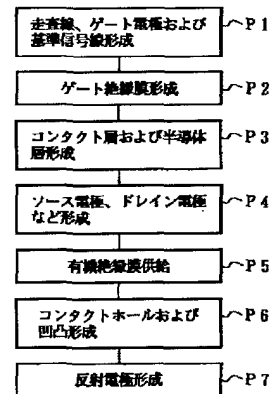 走査線、ゲート電極および
基準信号線形成
P1
ゲート絶縁膜形成
P2
コンタクト層および半導体
層形成
P3
ソース電極、ドレイン電極
など形成
P4
有機絶縁膜供給
P5
コンタクトホールおよび
凹凸形成
P6
反射電極形成
P7